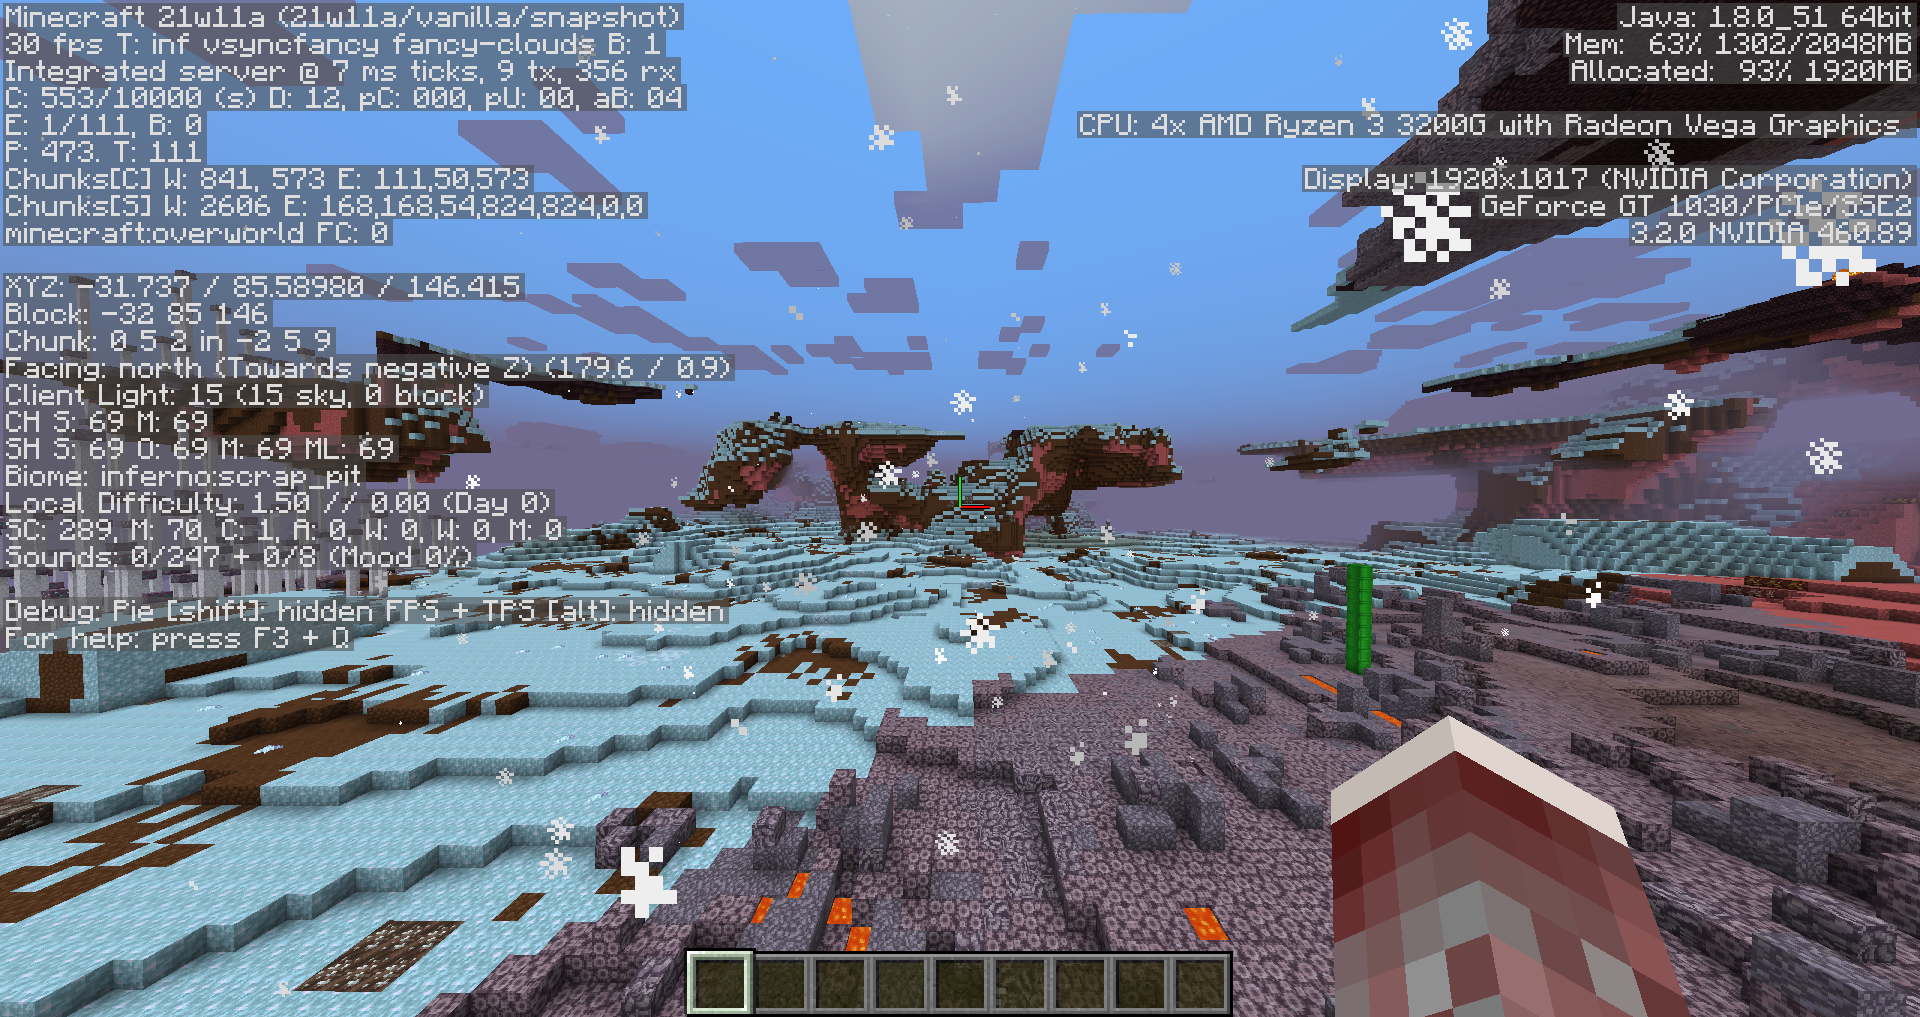 Minecraft 21w11a (21w11a/vanilla/snapshot)
30 fps T: inf vsyncfancy fancy-clouds B: 1
Integrated server @ 7 ms ticks, 9 tx, 356 rx
C: 553/10000 (s) D: 12, pC: 000, pU: 00, aB: 04
E: 1/111, B: 0
P: 473. T: 111
Chunks[C] W: 841, 573 E: 111,50,573
Chunks[S] W: 2606 E: 168,168,54,824,824,0,0
minecraft:overworld FC: 0
XYZ: -31.737 / 85.58980 / 146.415
Block: -32 85 146
Chunk: 0 5 2 in -2 5 9
Facing: north (Towards negative Z) (179.6 / 0.9)
Client Light: 15 (15 sky, 0 block)
CH S: 69 M: 69
SH S: 69 O: 69 M: 69 ML: 69
Biome: inferno:scrap_pit
Local Difficulty: 1.50 // 0.00 (Day 0)
SC: 289, M: 70, C: 1, A: 0, W: 0, W: 0, M: 0
Sounds: 0/247 + 0/8 (Mood 0%)
Debug: Pie [shift]: hidden FPS + TPS [alt]: hidden
For help: press F3 + Q
Java: 1.8.0_51 64bit
Mem: 63% 1302/2048MB
Allocated: 93% 1920MB
CPU: 4x AMD Ryzen 3 3200G with Radeon Vega Graphics
Display: 1920x1017 (NVIDIA Corporation)
GeForce GT 1030/PCIe/SSE2
3.2.0 NVIDIA 460.89